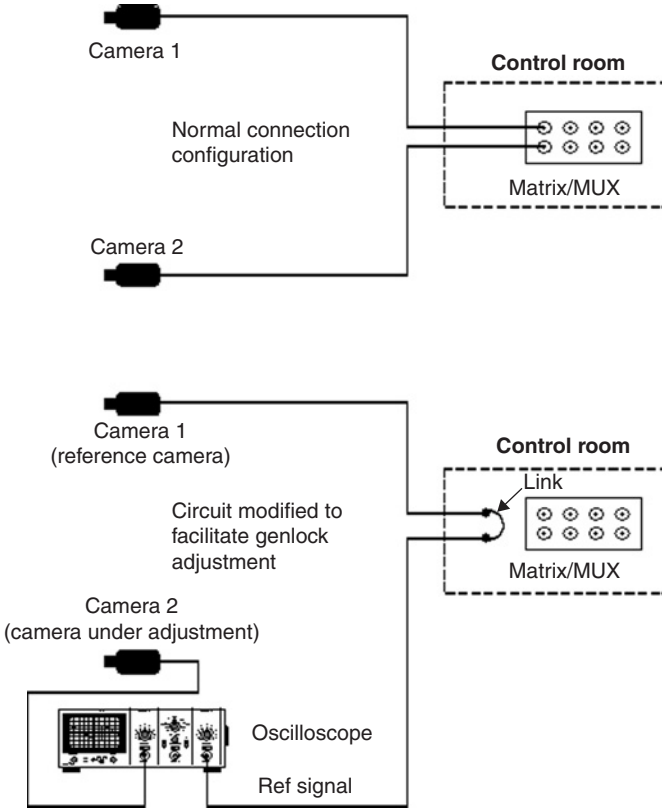 Camera 1
Control room
Normal connection
configuration
Matrix/MUX
Camera 2
Camera 1
(reference camera)
Control room
Link
Circuit modified to
facilitate genlock
adjustment
Matrix/MUX
Camera 2
(camera under adjustment)
Oscilloscope
Ref signal